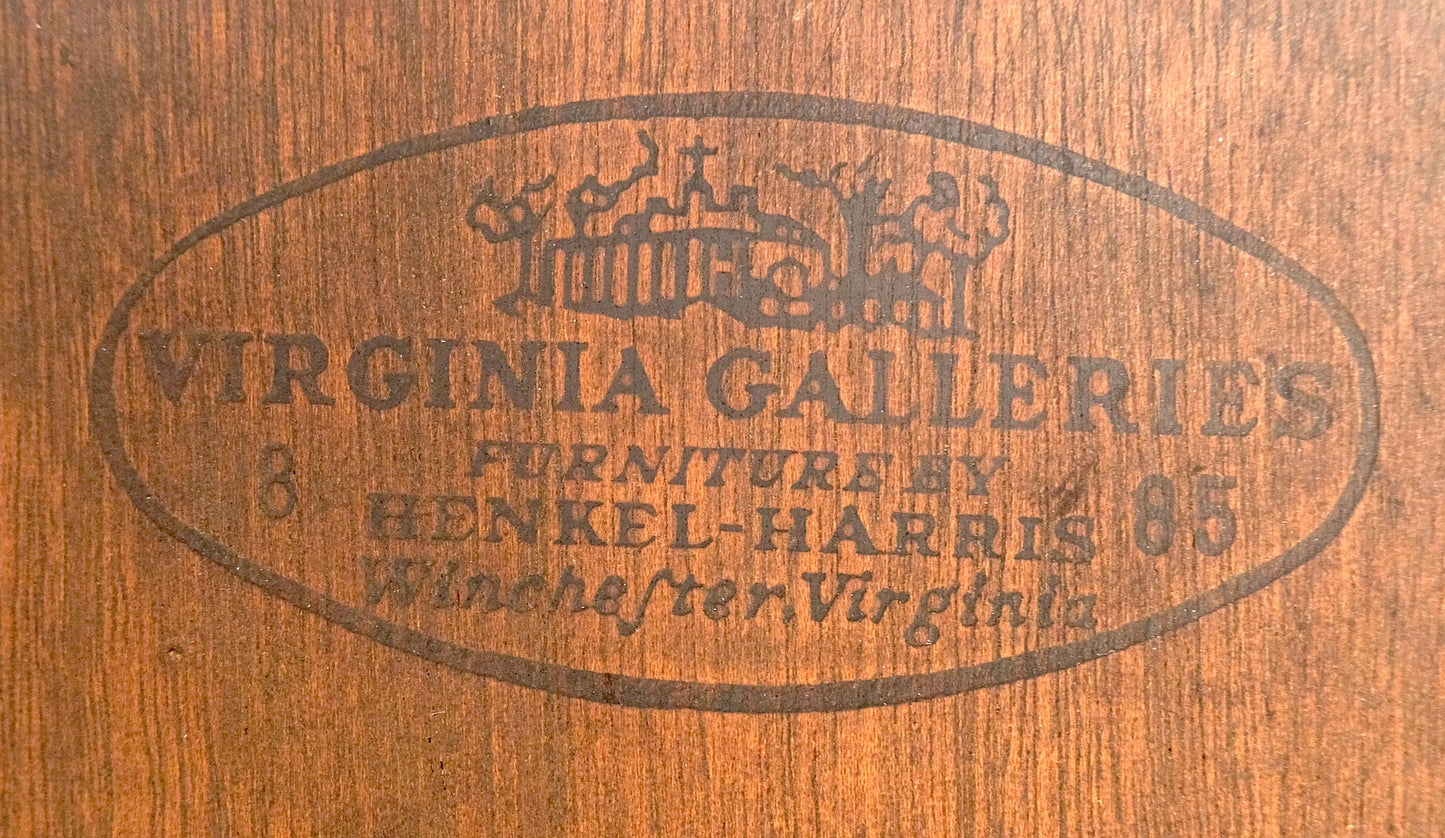 VIRGINIA GALLERIES
FURNITURE BY
8 HENKEL-HARRIS 85
Wincheſter, Virginia